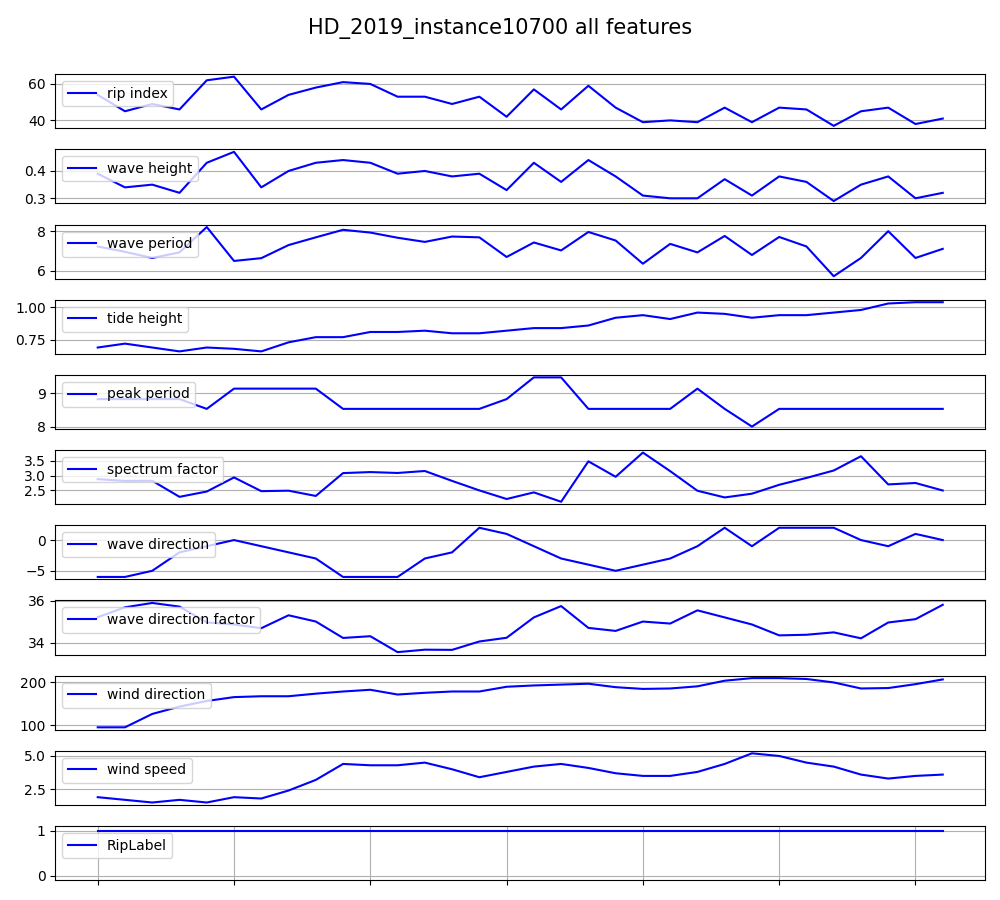 HD_2019_instance10700 all features
60
40
rip index
0.4
0.3
wave height
8
6
wave period
1.00
0.75
tide height
9
8
peak period
3.5
3.0
2.5
spectrum factor
0
−5
wave direction
36
34
wave direction factor
200
100
wind direction
5.0
2.5
wind speed
1
0
RipLabel